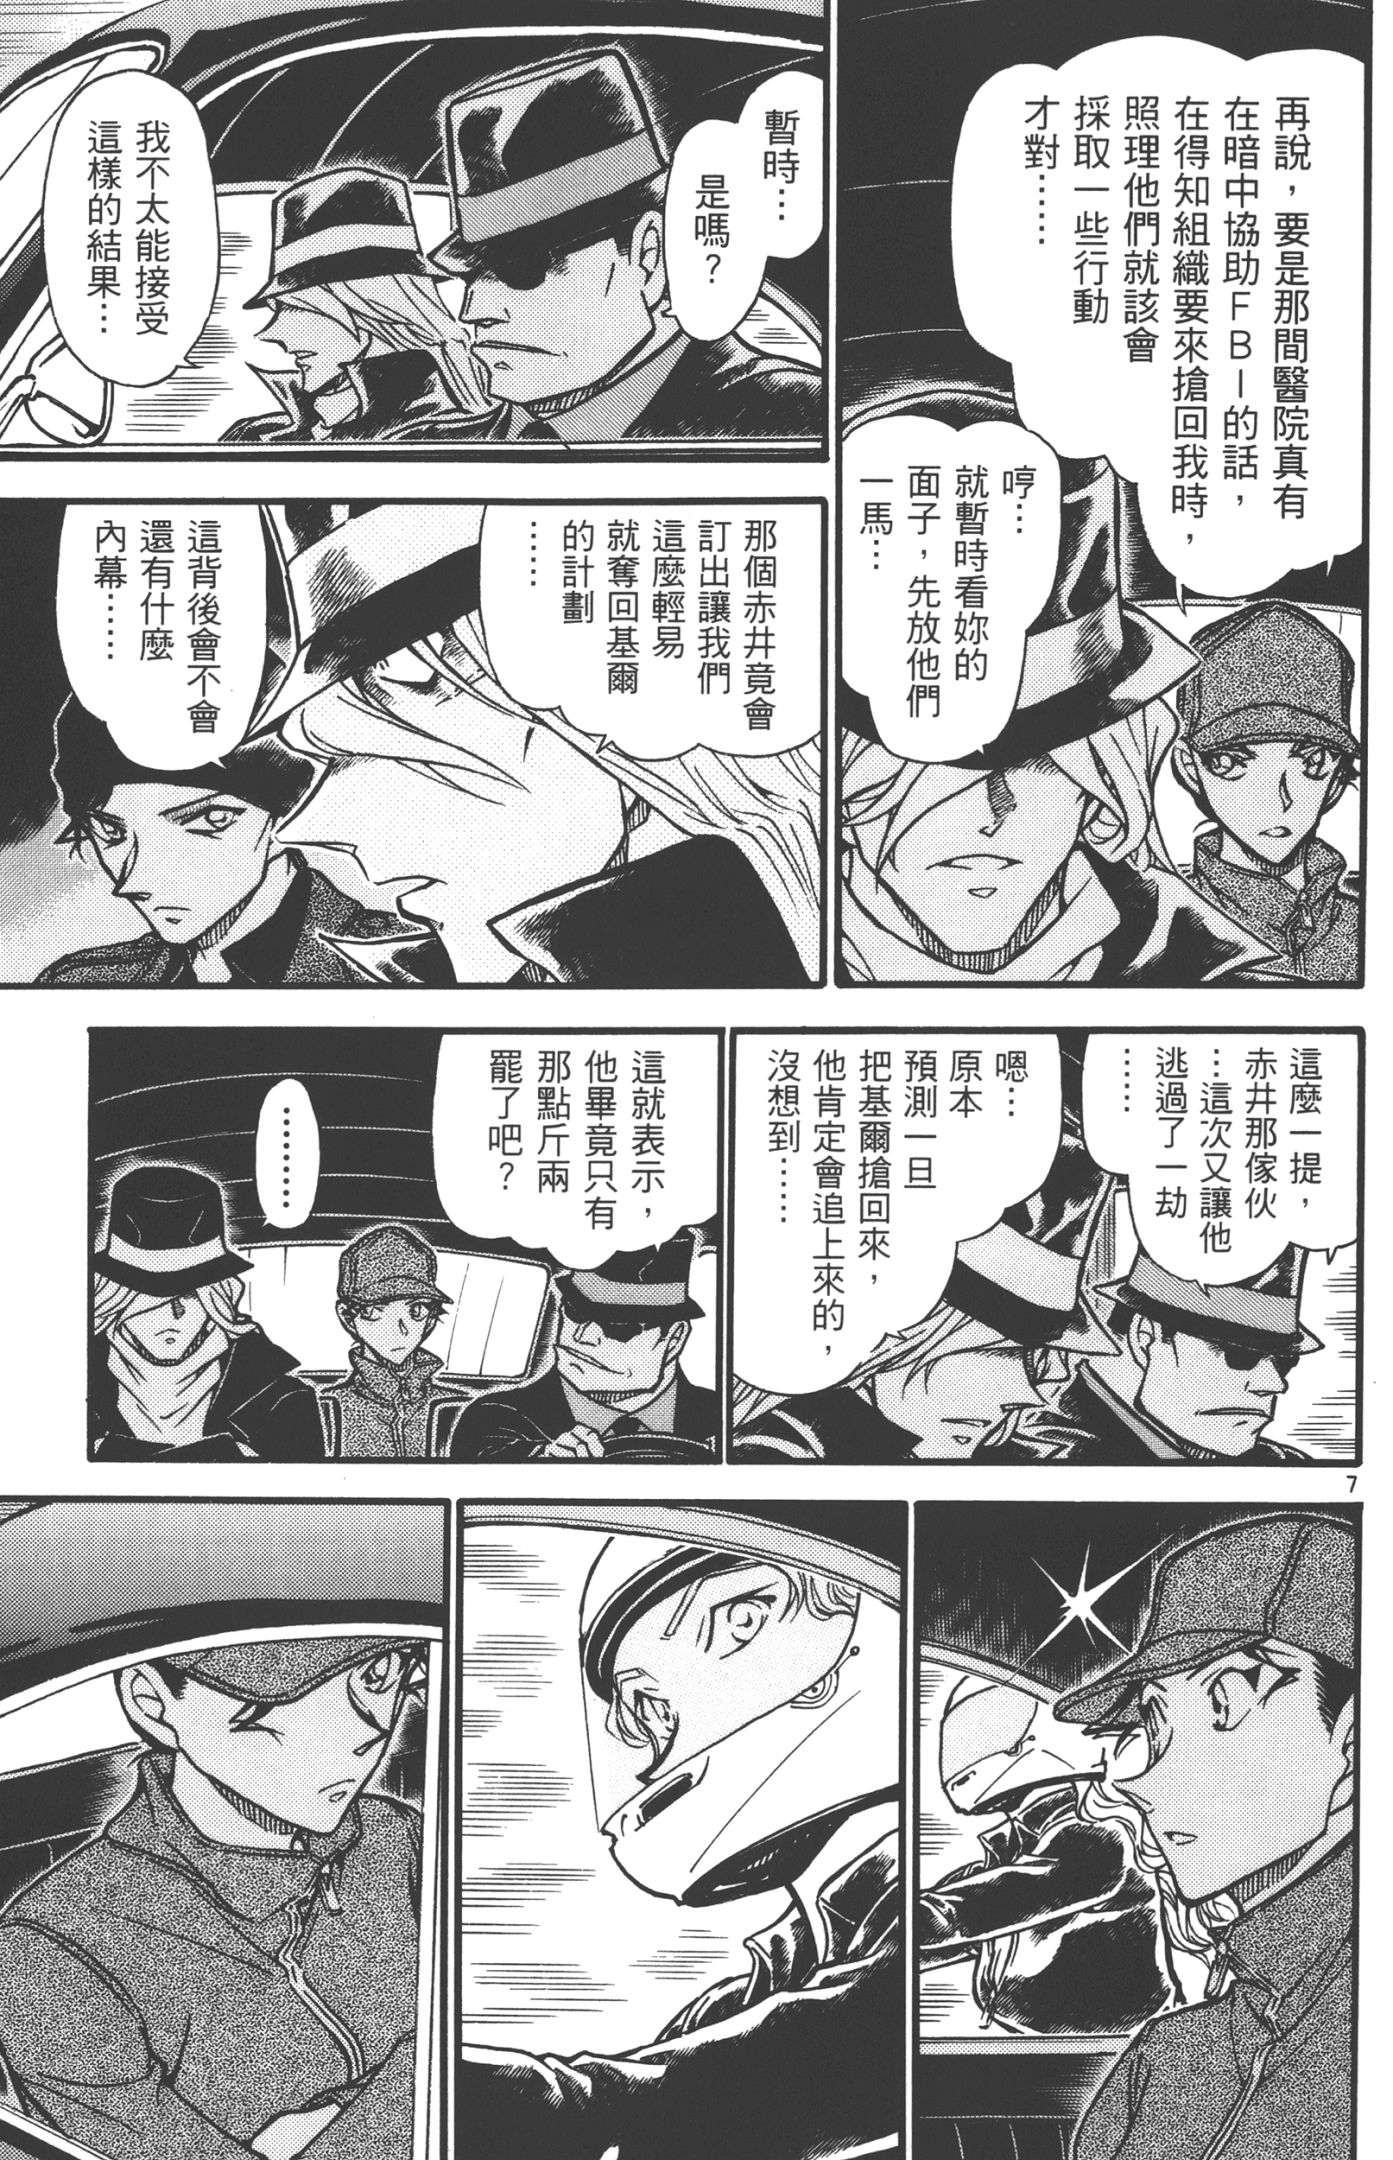 再說，要是那間醫院真有
在暗中協助FBI的話，
在得知組織要來搶回我時，
照理他們就該會
採取一些行動
才對……
哼…
就暫時看妳的
面子，先放他們
一馬…
暫時…
是嗎？
我不太能接受
這樣的結果…
那個赤井竟會
訂出讓我們
這麼輕易
就奪回基爾
的計劃
……
這背後會不會
還有什麼
內幕……
這麼一提，
赤井那傢伙
…這次又讓他
逃過了一劫
……
嗯…
原本
預測一旦
把基爾搶回來，
他肯定會追上來的，
沒想到……
這就表示，
他畢竟只有
那點斤兩
罷了吧？
………
7